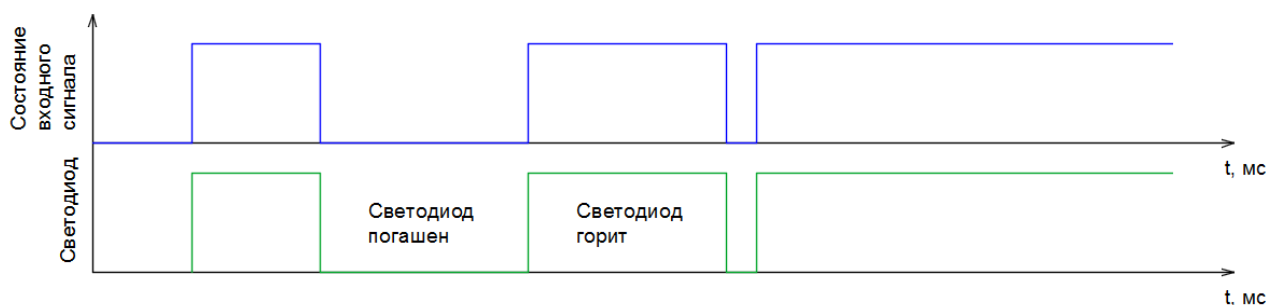 Состояние
входного
сигнала
t, мс
Светодиод
Светодиод
погашен
Светодиод
горит
t, мс